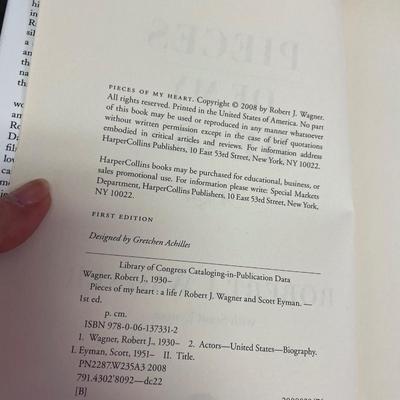 PIECES OF MY HEART. Copyright © 2008 by Robert J. Wagner.
All rights reserved. Printed in the United States of America. No part
of this book may be used or reproduced in any manner whatsoever
without written permission except in the case of brief quotations
embodied in critical articles and reviews. For information address
HarperCollins Publishers, 10 East 53rd Street, New York, NY 10022.
HarperCollins books may be purchased for educational, business, or
sales promotional use. For information please write: Special Markets
Department, HarperCollins Publishers, 10 East 53rd Street, New York,
NY 10022.
FIRST EDITION
Designed by Gretchen Achilles
Library of Congress Cataloging-in-Publication Data
Wagner, Robert J., 1930–
Pieces of my heart : a life / Robert J. Wagner and Scott Eyman. —
1st ed.
p. cm.
ISBN 978-0-06-137331-2
1. Wagner, Robert J., 1930– 2. Actors—United States—Biography.
I. Eyman, Scott, 1951– II. Title.
PN2287.W235A3 2008
791.4302'8092—dc22
[B]